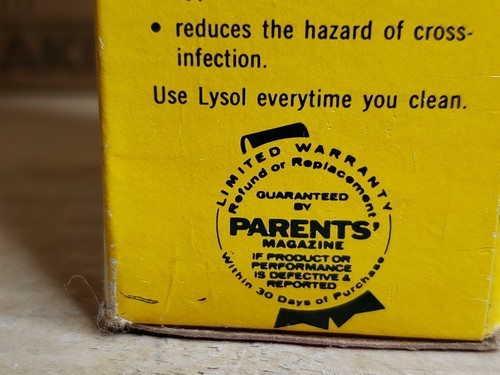 • reduces the hazard of cross-
infection.
Use Lysol everytime you clean.
LIMITED WARRANTY
Refund or Replacement
GUARANTEED
BY
PARENTS'
MAGAZINE
IF PRODUCT OR
PERFORMANCE
IS DEFECTIVE &
REPORTED
Within 30 Days of Purchase